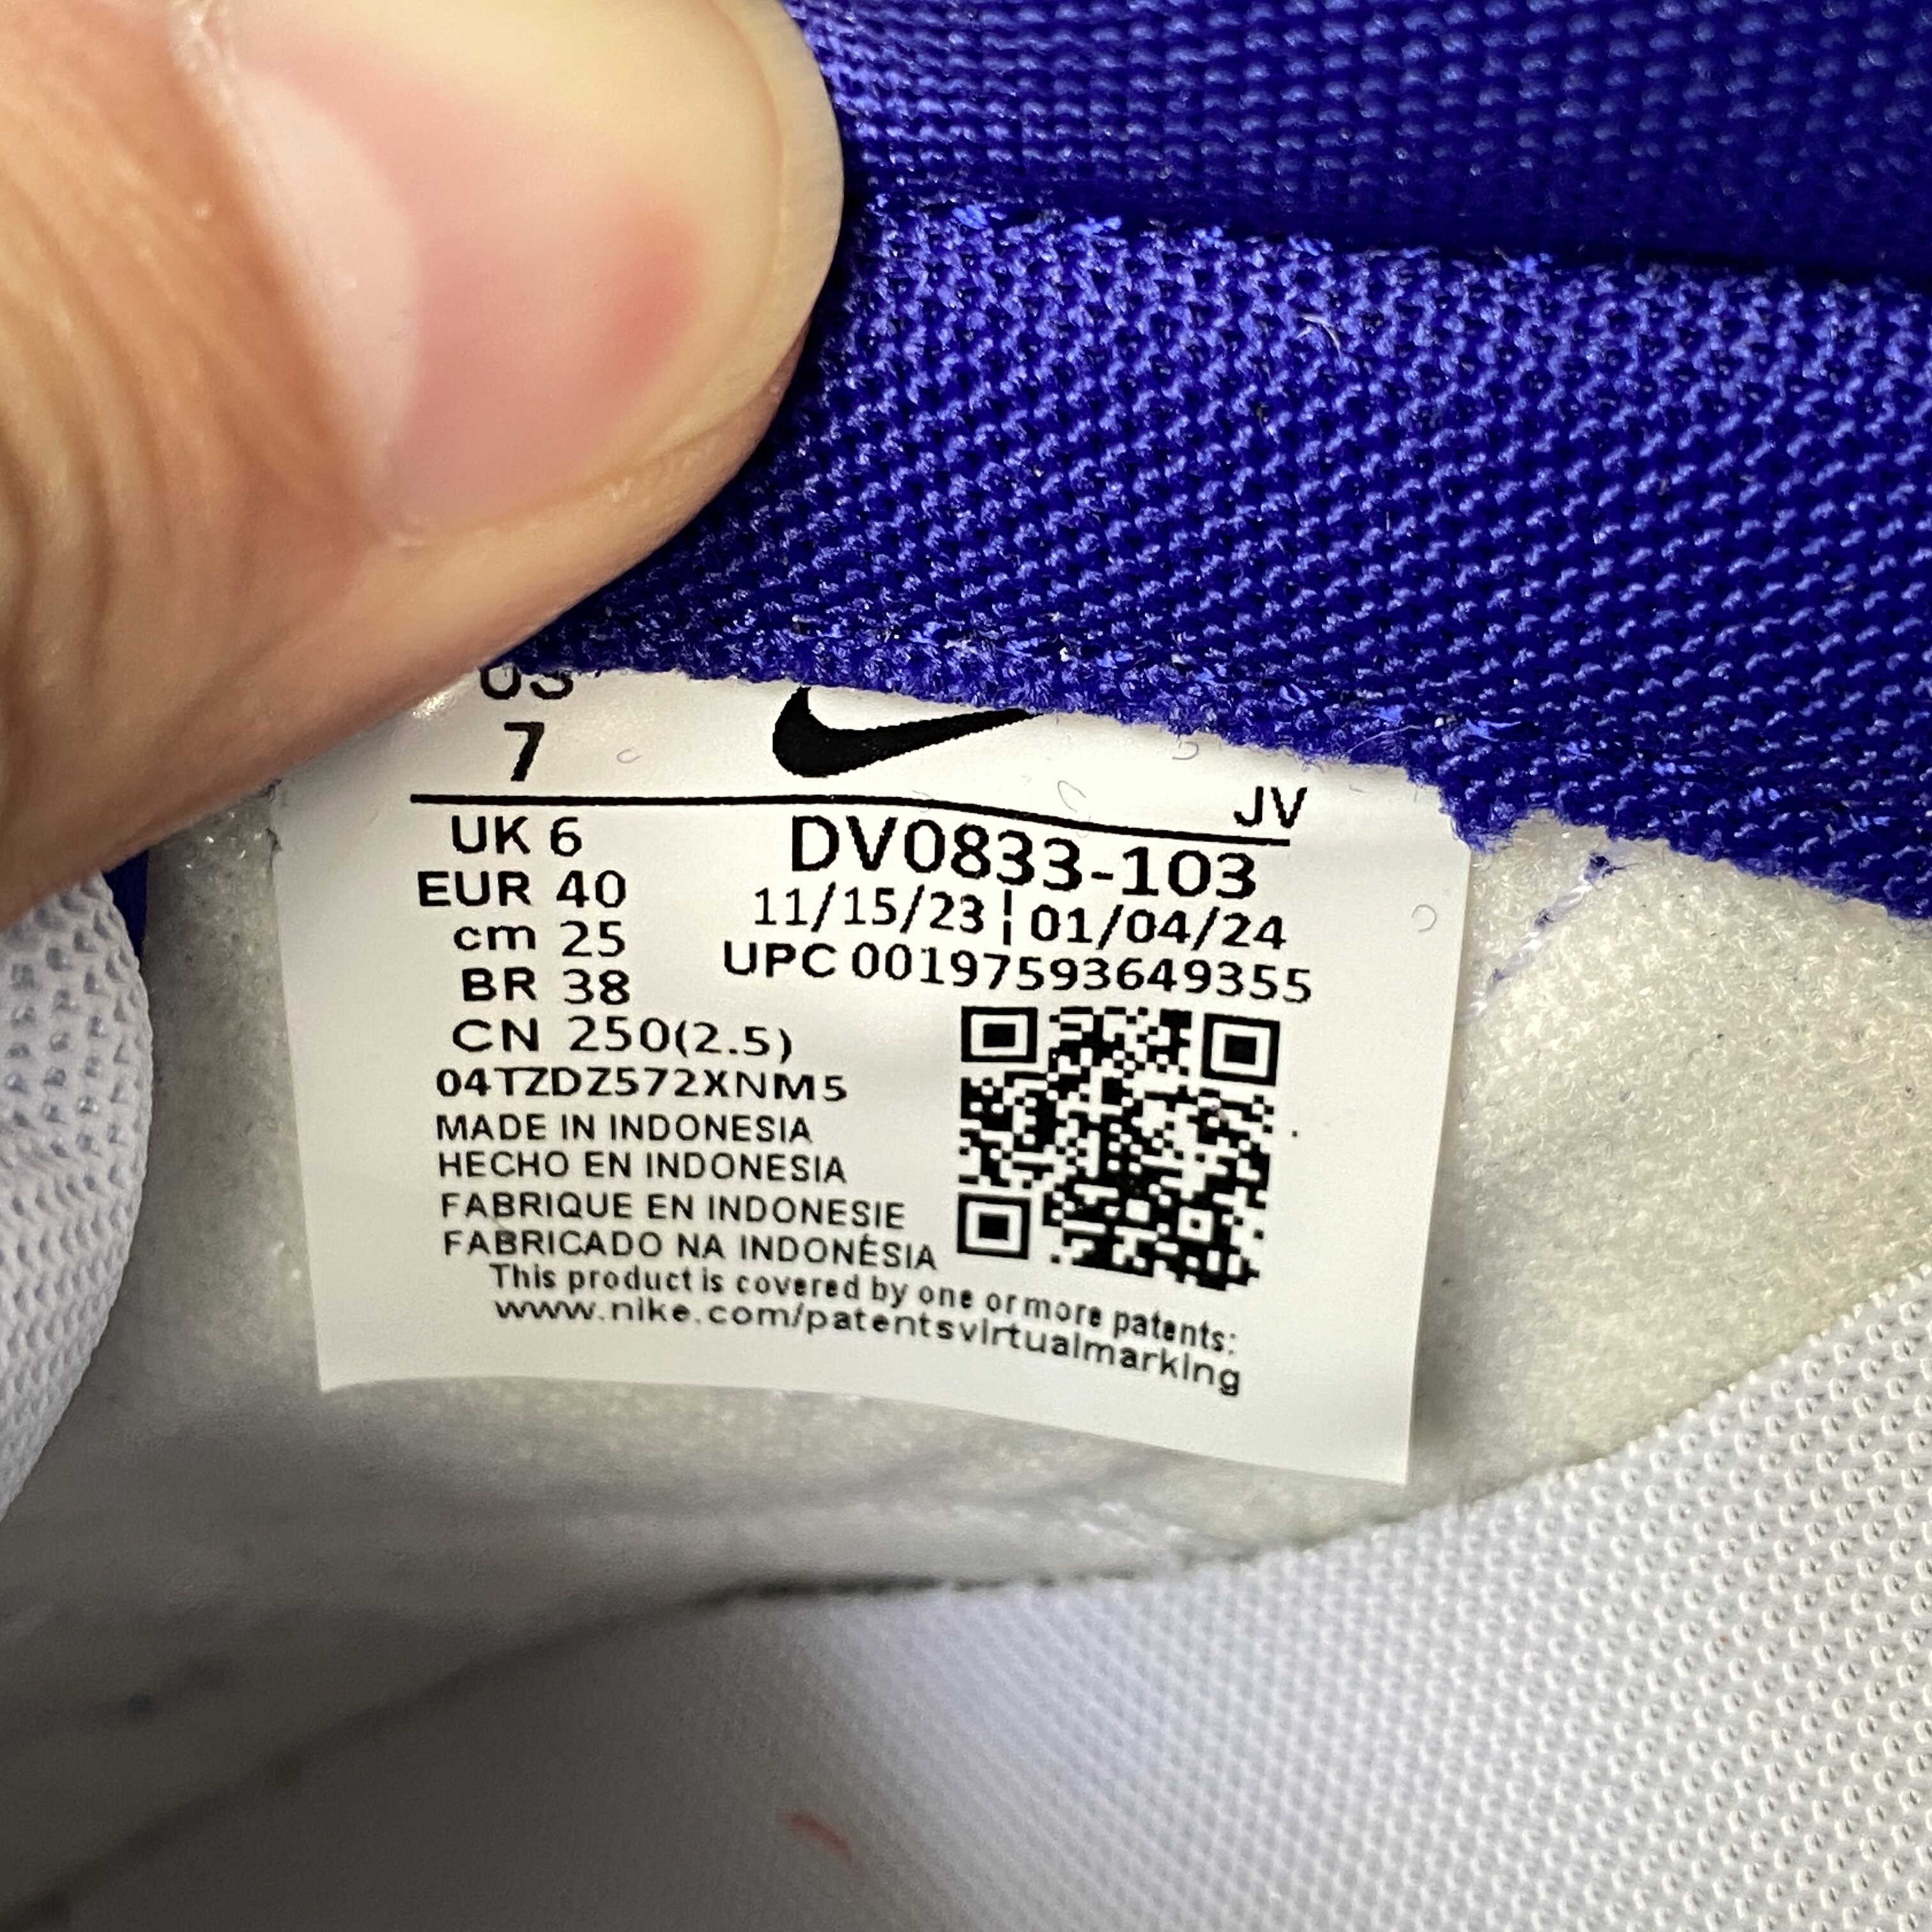 US
7
JV
UK 6
EUR 40
cm 25
BR 38
CN 250(2.5)
DV0833-103
11/15/23 ¦ 01/04/24
UPC 00197593649355
04TZDZ572XNM5
MADE IN INDONESIA
HECHO EN INDONESIA
FABRIQUE EN INDONESIE
FABRICADO NA INDONÉSIA
This product is covered by one or more patents:
www.nike.com/patentsvirtualmarking